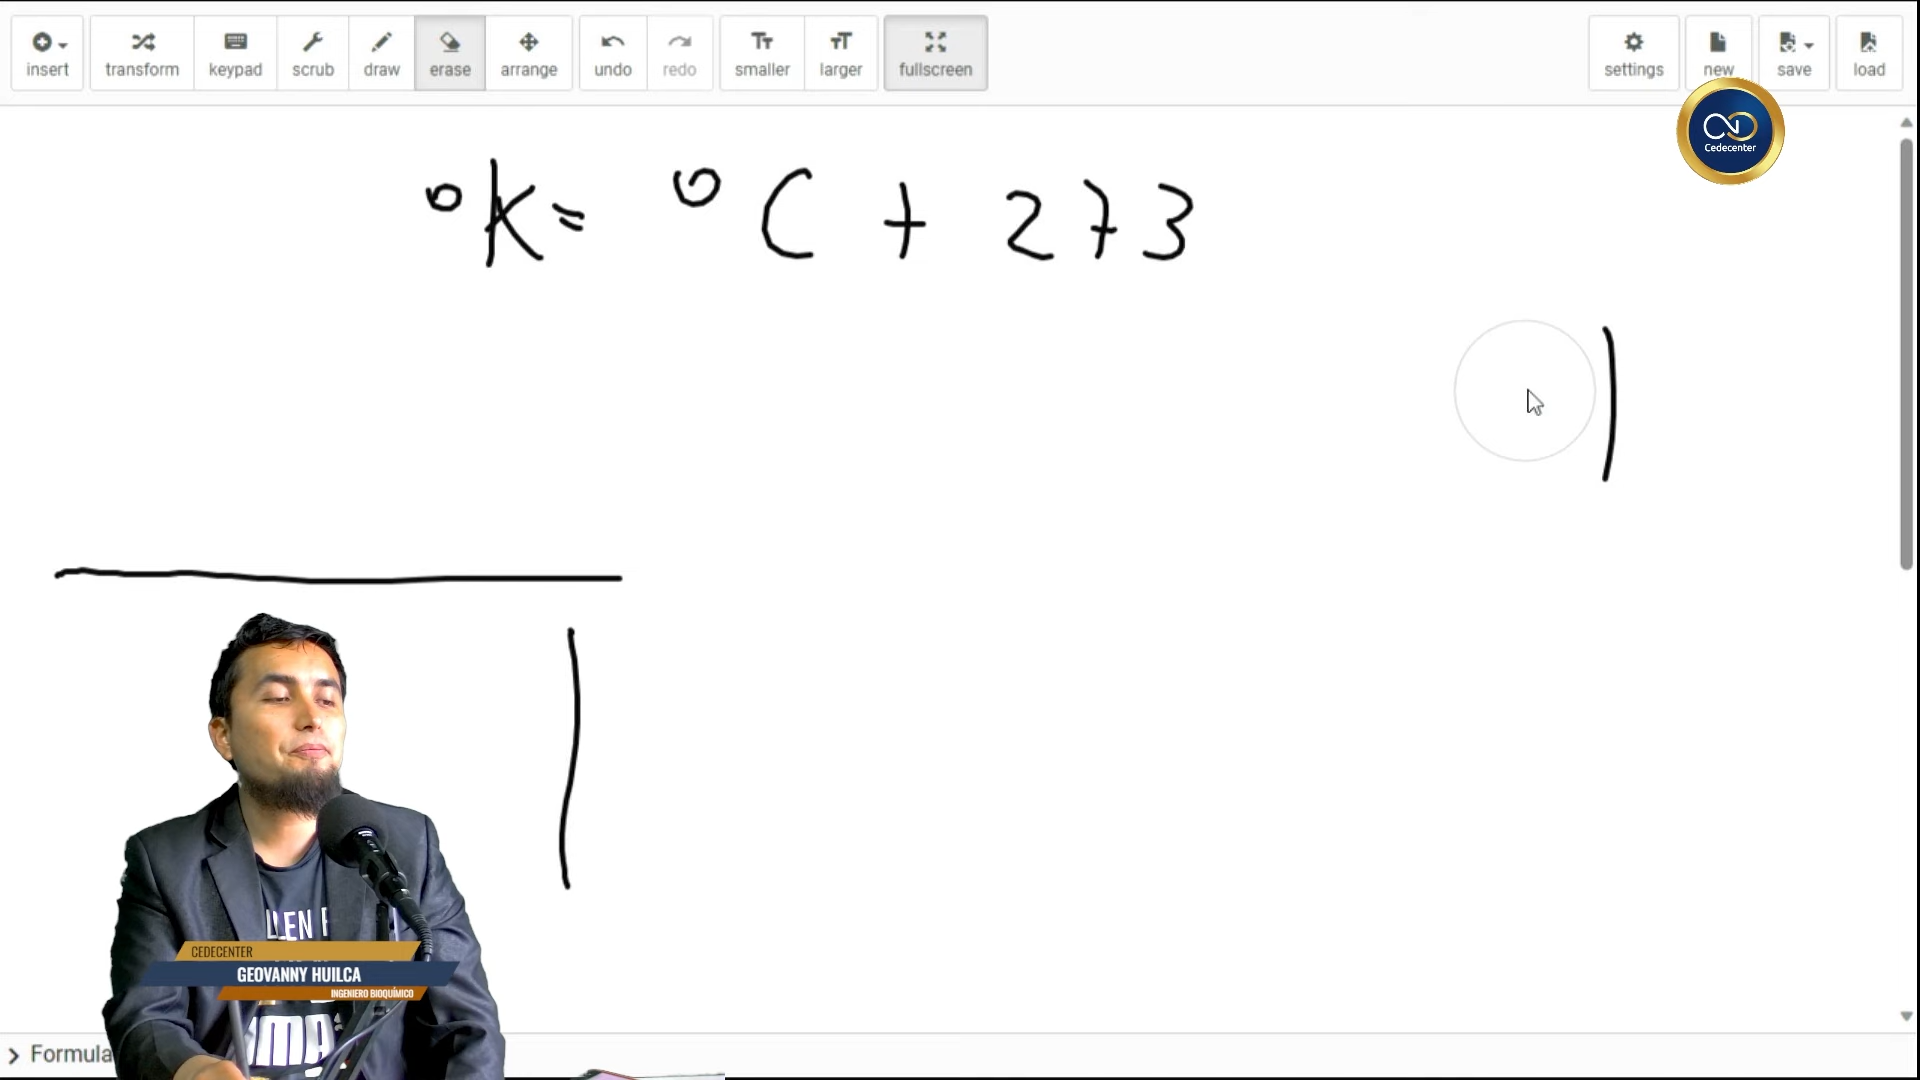 insert transform keypad scrub draw erase arrange undo redo smaller larger fullscreen settings new save load
Cedecenter
°K= °C + 273
LLEN F
CEDECENTER
GEOVANNY HUILCA
INGENIERO BIOQUÍMICO
Formula